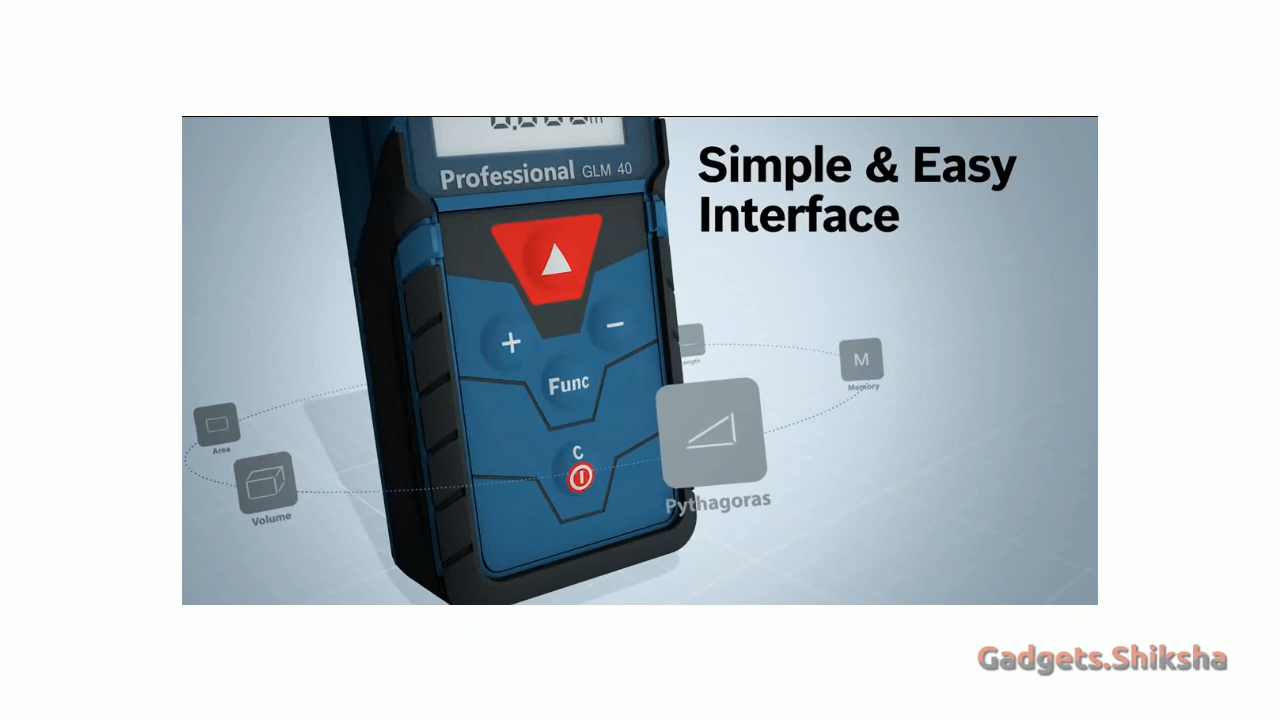 Professional GLM 40
Simple & Easy
Interface
+
−
Func
C
M
Memory
Area
Volume
Pythagoras
Gadgets.Shiksha